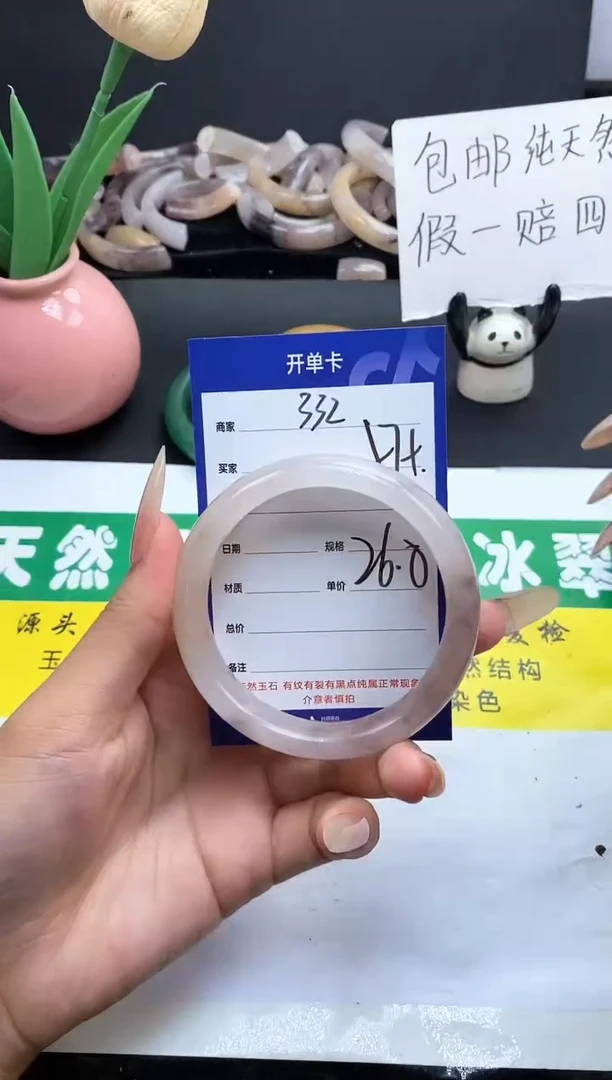 包邮 纯天然
假一赔四
开单卡
商家 332
买家
日期 规格
26.0
材质 单价
总价
备注
天然 冰翠
源头 复检
玉 然结构
染色
然玉石 有纹有裂有黑点纯属正常现象
介意者慎拍